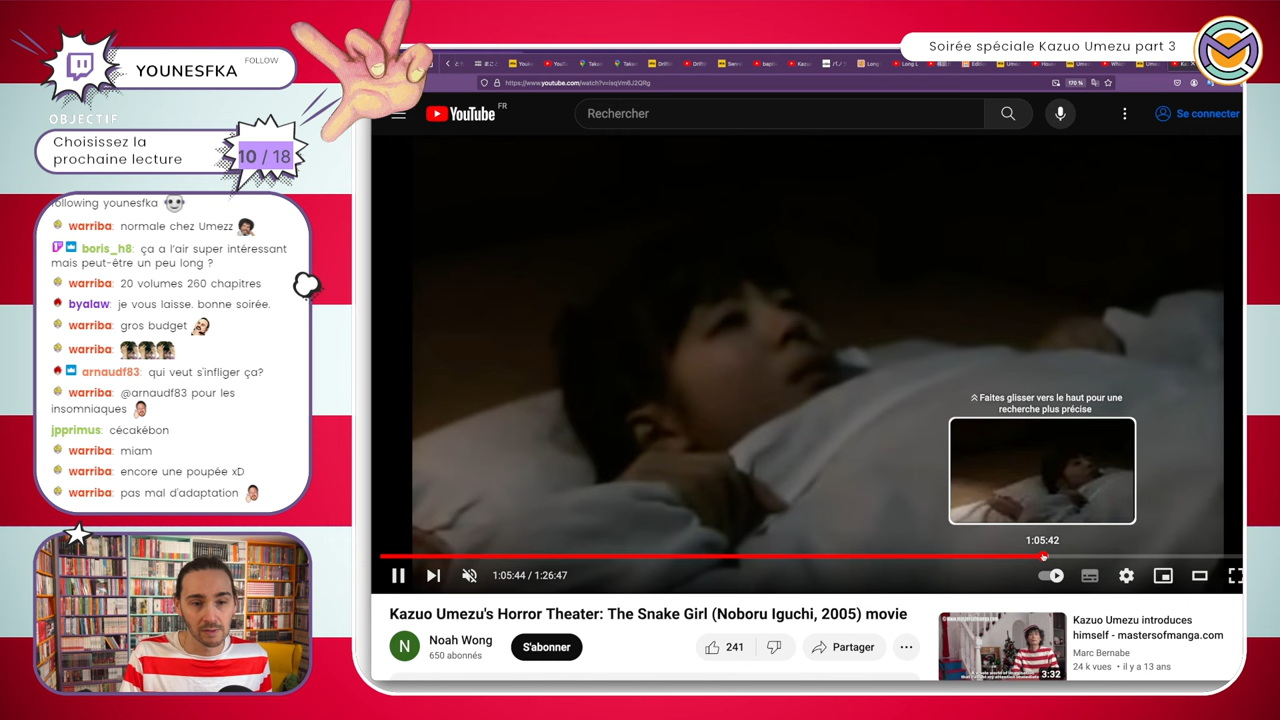 Soirée spéciale Kazuo Umezu part 3
YOUNESFKA
FOLLOW
OBJECTIF
Choisissez la
prochaine lecture
10 / 18
following younesfka
warriba: normale chez Umezz
boris_h8: ça a l'air super intéressant
mais peut-être un peu long ?
warriba: 20 volumes 260 chapitres
byalaw: je vous laisse. bonne soirée.
warriba: gros budget
warriba:
arnaudf83: qui veut s'infliger ça?
warriba: @arnaudf83 pour les
insomniaques
jpprimus: cécakébon
warriba: miam
warriba: encore une poupée xD
warriba: pas mal d'adaptation
170 %
YouTube
FR
Rechercher
Se connecter
Faites glisser vers le haut pour une
recherche plus précise
1:05:42
1:05:44 / 1:26:47
Kazuo Umezu's Horror Theater: The Snake Girl (Noboru Iguchi, 2005) movie
N
Noah Wong
650 abonnés
S'abonner
241
Partager
3:32
Kazuo Umezu introduces
himself - mastersofmanga.com
Marc Bernabe
24 k vues • il y a 13 ans